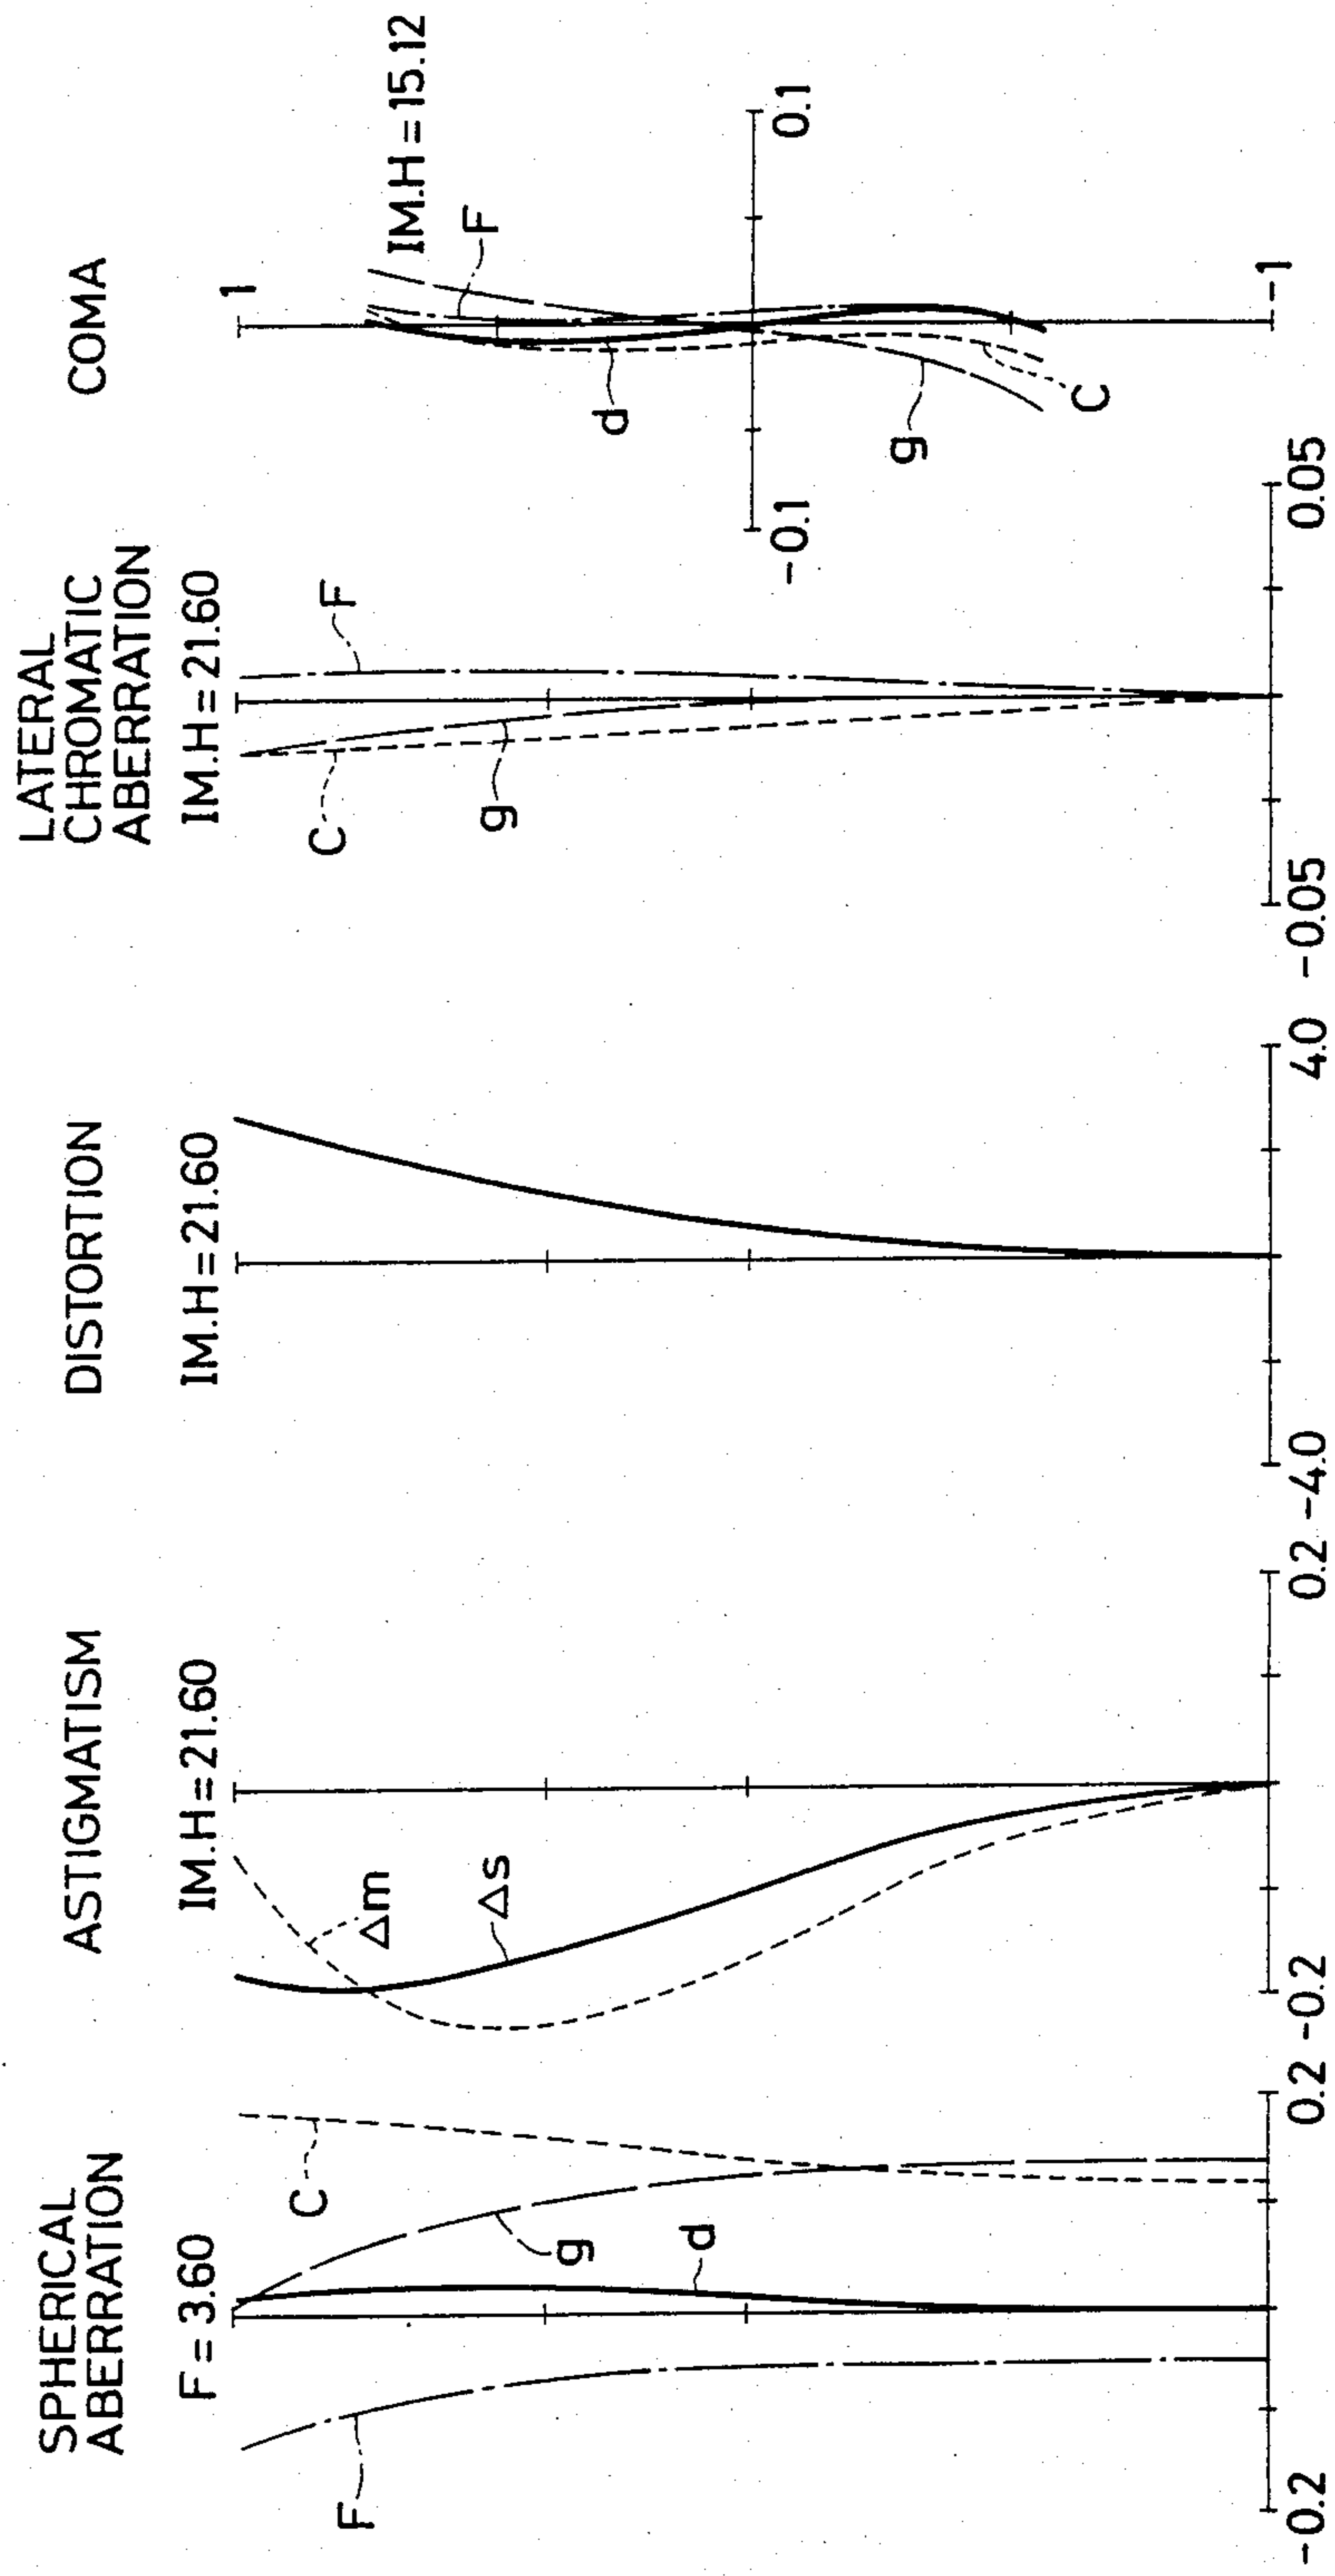 SPHERICAL
ABERRATION
F = 3.60
F
C
g
d
-0.2
0.2
ASTIGMATISM
IM.H = 21.60
Δm
Δs
-0.2
0.2
DISTORTION
IM.H = 21.60
-4.0
4.0
LATERAL
CHROMATIC
ABERRATION
IM.H = 21.60
C
g
F
-0.05
0.05
COMA
1
IM.H = 15.12
F
d
-0.1
0.1
g
C
-1